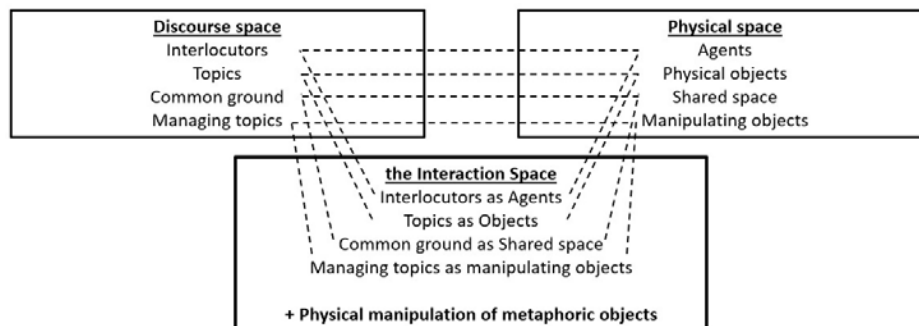 Discourse space
Interlocutors
Topics
Common ground
Managing topics
Physical space
Agents
Physical objects
Shared space
Manipulating objects
the Interaction Space
Interlocutors as Agents
Topics as Objects
Common ground as Shared space
Managing topics as manipulating objects
+ Physical manipulation of metaphoric objects